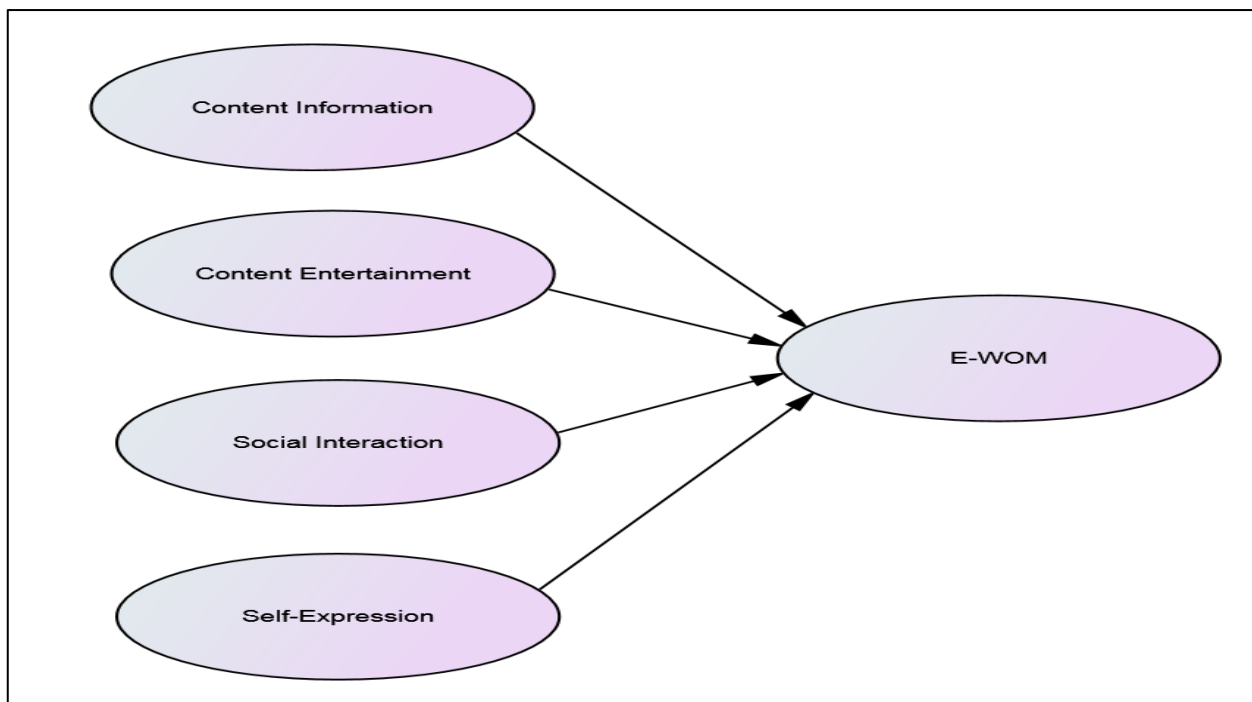 Content Information
Content Entertainment
E-WOM
Social Interaction
Self-Expression